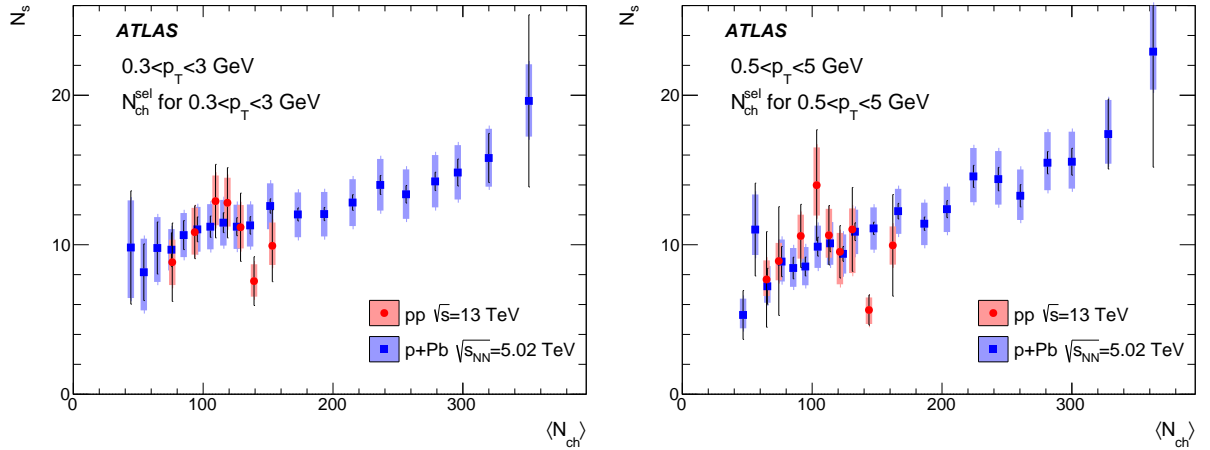 N_s
ATLAS
0.3<p_T<3 GeV
N_ch^sel for 0.3<p_T<3 GeV
20
10
0
pp √s=13 TeV
p+Pb √s_NN=5.02 TeV
0 100 200 300
⟨N_ch⟩
N_s
ATLAS
0.5<p_T<5 GeV
N_ch^sel for 0.5<p_T<5 GeV
20
10
0
pp √s=13 TeV
p+Pb √s_NN=5.02 TeV
0 100 200 300
⟨N_ch⟩